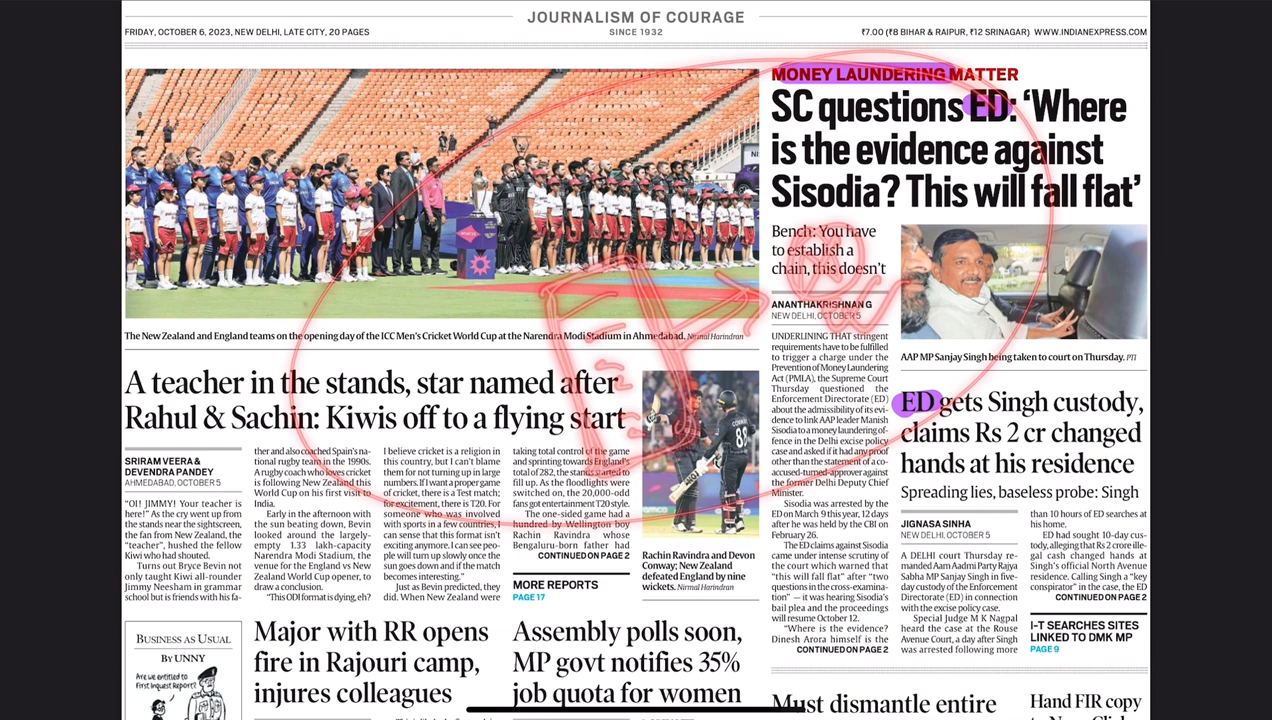 JOURNALISM OF COURAGE
FRIDAY, OCTOBER 6, 2023, NEW DELHI, LATE CITY, 20 PAGES
SINCE 1932
₹7.00 (₹8 BIHAR & RAIPUR, ₹12 SRINAGAR) WWW.INDIANEXPRESS.COM
The New Zealand and England teams on the opening day of the ICC Men's Cricket World Cup at the Narendra Modi Stadium in Ahmedabad. Nirmal Harindran
A teacher in the stands, star named after
Rahul & Sachin: Kiwis off to a flying start
SRIRAM VEERA &
DEVENDRA PANDEY
AHMEDABAD, OCTOBER 5
"OI! JIMMY! Your teacher is
here!" As the cry went up from
the stands near the sightscreen,
the fan from New Zealand, the
"teacher", hushed the fellow
Kiwi who had shouted.
Turns out Bryce Bevin not
only taught Kiwi all-rounder
Jimmy Neesham in grammar
school but is friends with his fa-
ther and also coached Spain's na-
tional rugby team in the 1990s.
A rugby coach who loves cricket
is following New Zealand this
World Cup on his first visit to
India.
Early in the afternoon with
the sun beating down, Bevin
looked around the largely-
empty 1.33 lakh-capacity
Narendra Modi Stadium, the
venue for the England vs New
Zealand World Cup opener, to
draw a conclusion.
"This ODI format is dying, eh?
I believe cricket is a religion in
this country, but I can't blame
them for not turning up in large
numbers. If I want a proper game
of cricket, there is a Test match;
for excitement, there is T20. For
someone who was involved
with sports in a few countries, I
can sense that this format isn't
exciting anymore. I can see peo-
ple will turn up slowly once the
sun goes down and if the match
becomes interesting."
Just as Bevin predicted, they
did. When New Zealand were
taking total control of the game
and sprinting towards England's
total of 282, the stands started to
fill up. As the floodlights were
switched on, the 20,000-odd
fans got entertainment T20 style.
The one-sided game had a
hundred by Wellington boy
Rachin Ravindra whose
Bengaluru-born father had
CONTINUED ON PAGE 2
MORE REPORTS
PAGE 17
CONWAY
88
Rachin Ravindra and Devon
Conway; New Zealand
defeated England by nine
wickets. Nirmal Harindran
MONEY LAUNDERING MATTER
SC questions ED: 'Where
is the evidence against
Sisodia? This will fall flat'
Bench: You have
to establish a
chain, this doesn't
ANANTHAKRISHNAN G
NEW DELHI, OCTOBER 5
UNDERLINING THAT stringent
requirements have to be fulfilled
to trigger a charge under the
Prevention of Money Laundering
Act (PMLA), the Supreme Court
Thursday questioned the
Enforcement Directorate (ED)
about the admissibility of its evi-
dence to link AAP leader Manish
Sisodia to a money laundering of-
fence in the Delhi excise policy
case and asked if it had any proof
other than the statement of a co-
accused-turned-approver against
the former Delhi Deputy Chief
Minister.
Sisodia was arrested by the
ED on March 9 this year, 12 days
after he was held by the CBI on
February 26.
The ED claims against Sisodia
came under intense scrutiny of
the court which warned that
"this will fall flat" after "two
questions in the cross-examina-
tion" — it was hearing Sisodia's
bail plea and the proceedings
will resume October 12.
"Where is the evidence?
Dinesh Arora himself is the
CONTINUED ON PAGE 2
AAP MP Sanjay Singh being taken to court on Thursday. PTI
ED gets Singh custody,
claims Rs 2 cr changed
hands at his residence
Spreading lies, baseless probe: Singh
JIGNASA SINHA
NEW DELHI, OCTOBER 5
A DELHI court Thursday re-
manded Aam Aadmi Party Rajya
Sabha MP Sanjay Singh in five-
day custody of the Enforcement
Directorate (ED) in connection
with the excise policy case.
Special Judge M K Nagpal
heard the case at the Rouse
Avenue Court, a day after Singh
was arrested following more
than 10 hours of ED searches at
his home.
ED had sought 10-day cus-
tody, alleging that Rs 2 crore ille-
gal cash changed hands at
Singh's official North Avenue
residence. Calling Singh a "key
conspirator" in the case, the ED
CONTINUED ON PAGE 2
I-T SEARCHES SITES
LINKED TO DMK MP
PAGE 9
BUSINESS AS USUAL
BY UNNY
Are we entitled to
First Inquest Report?
Major with RR opens
fire in Rajouri camp,
injures colleagues
Assembly polls soon,
MP govt notifies 35%
job quota for women
Must dismantle entire
Hand FIR copy